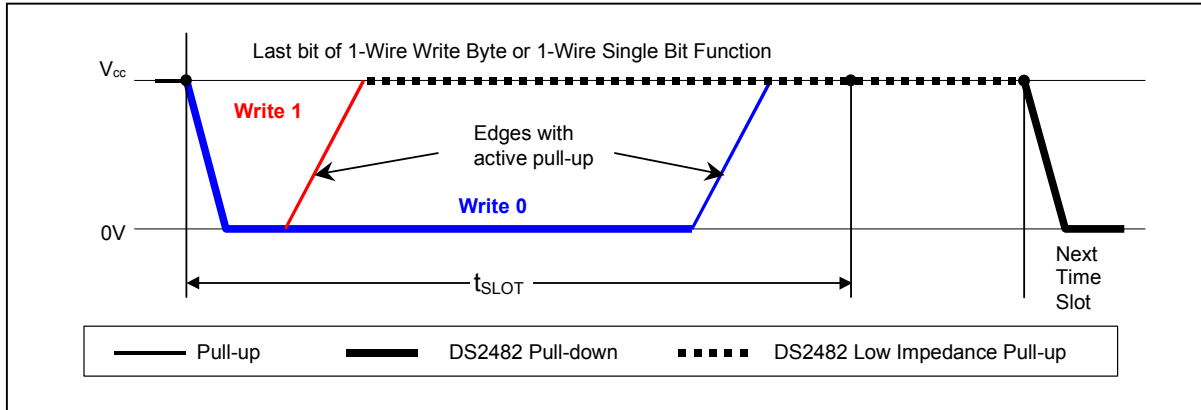 Last bit of 1-Wire Write Byte or 1-Wire Single Bit Function
Vcc
Write 1
Edges with
active pull-up
Write 0
0V
tSLOT
Next
Time
Slot
Pull-up
DS2482 Pull-down
DS2482 Low Impedance Pull-up